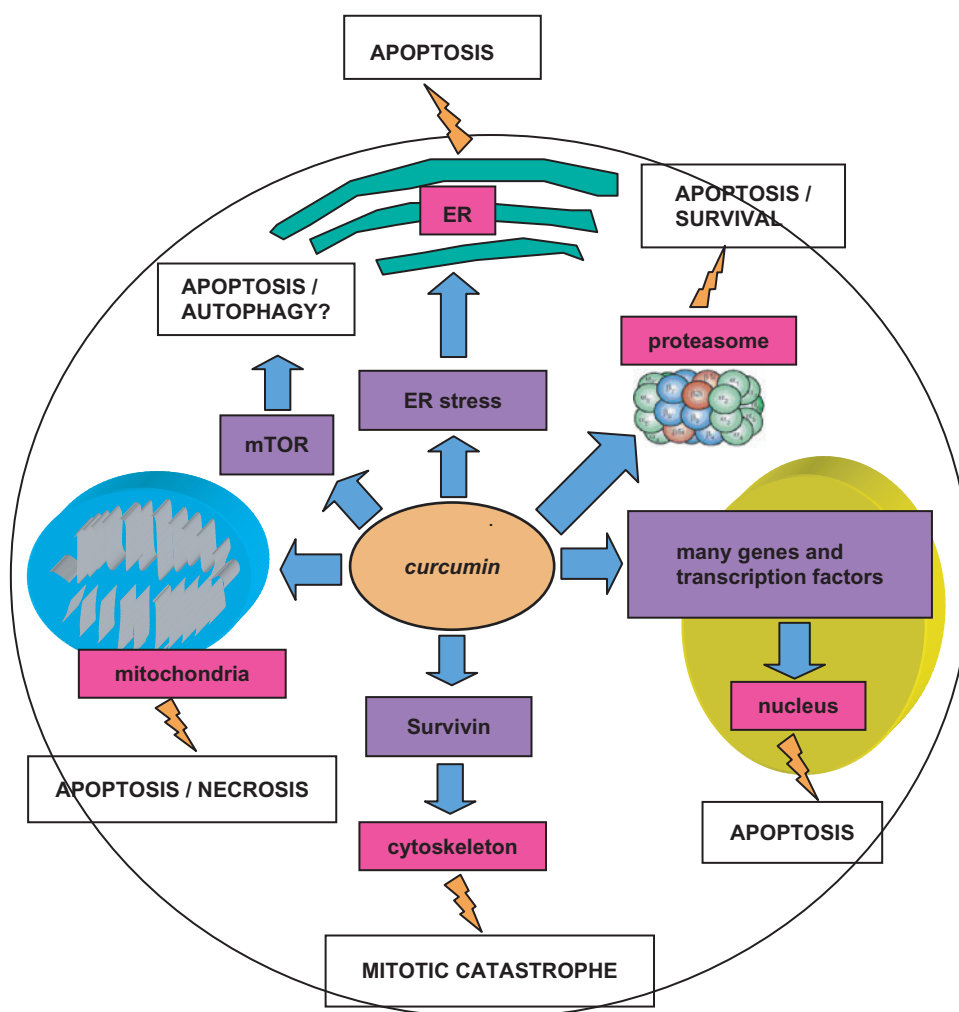 APOPTOSIS
ER
APOPTOSIS /
SURVIVAL
APOPTOSIS /
AUTOPHAGY?
proteasome
ER stress
mTOR
curcumin
many genes and
transcription factors
mitochondria
nucleus
Survivin
APOPTOSIS / NECROSIS
APOPTOSIS
cytoskeleton
MITOTIC CATASTROPHE